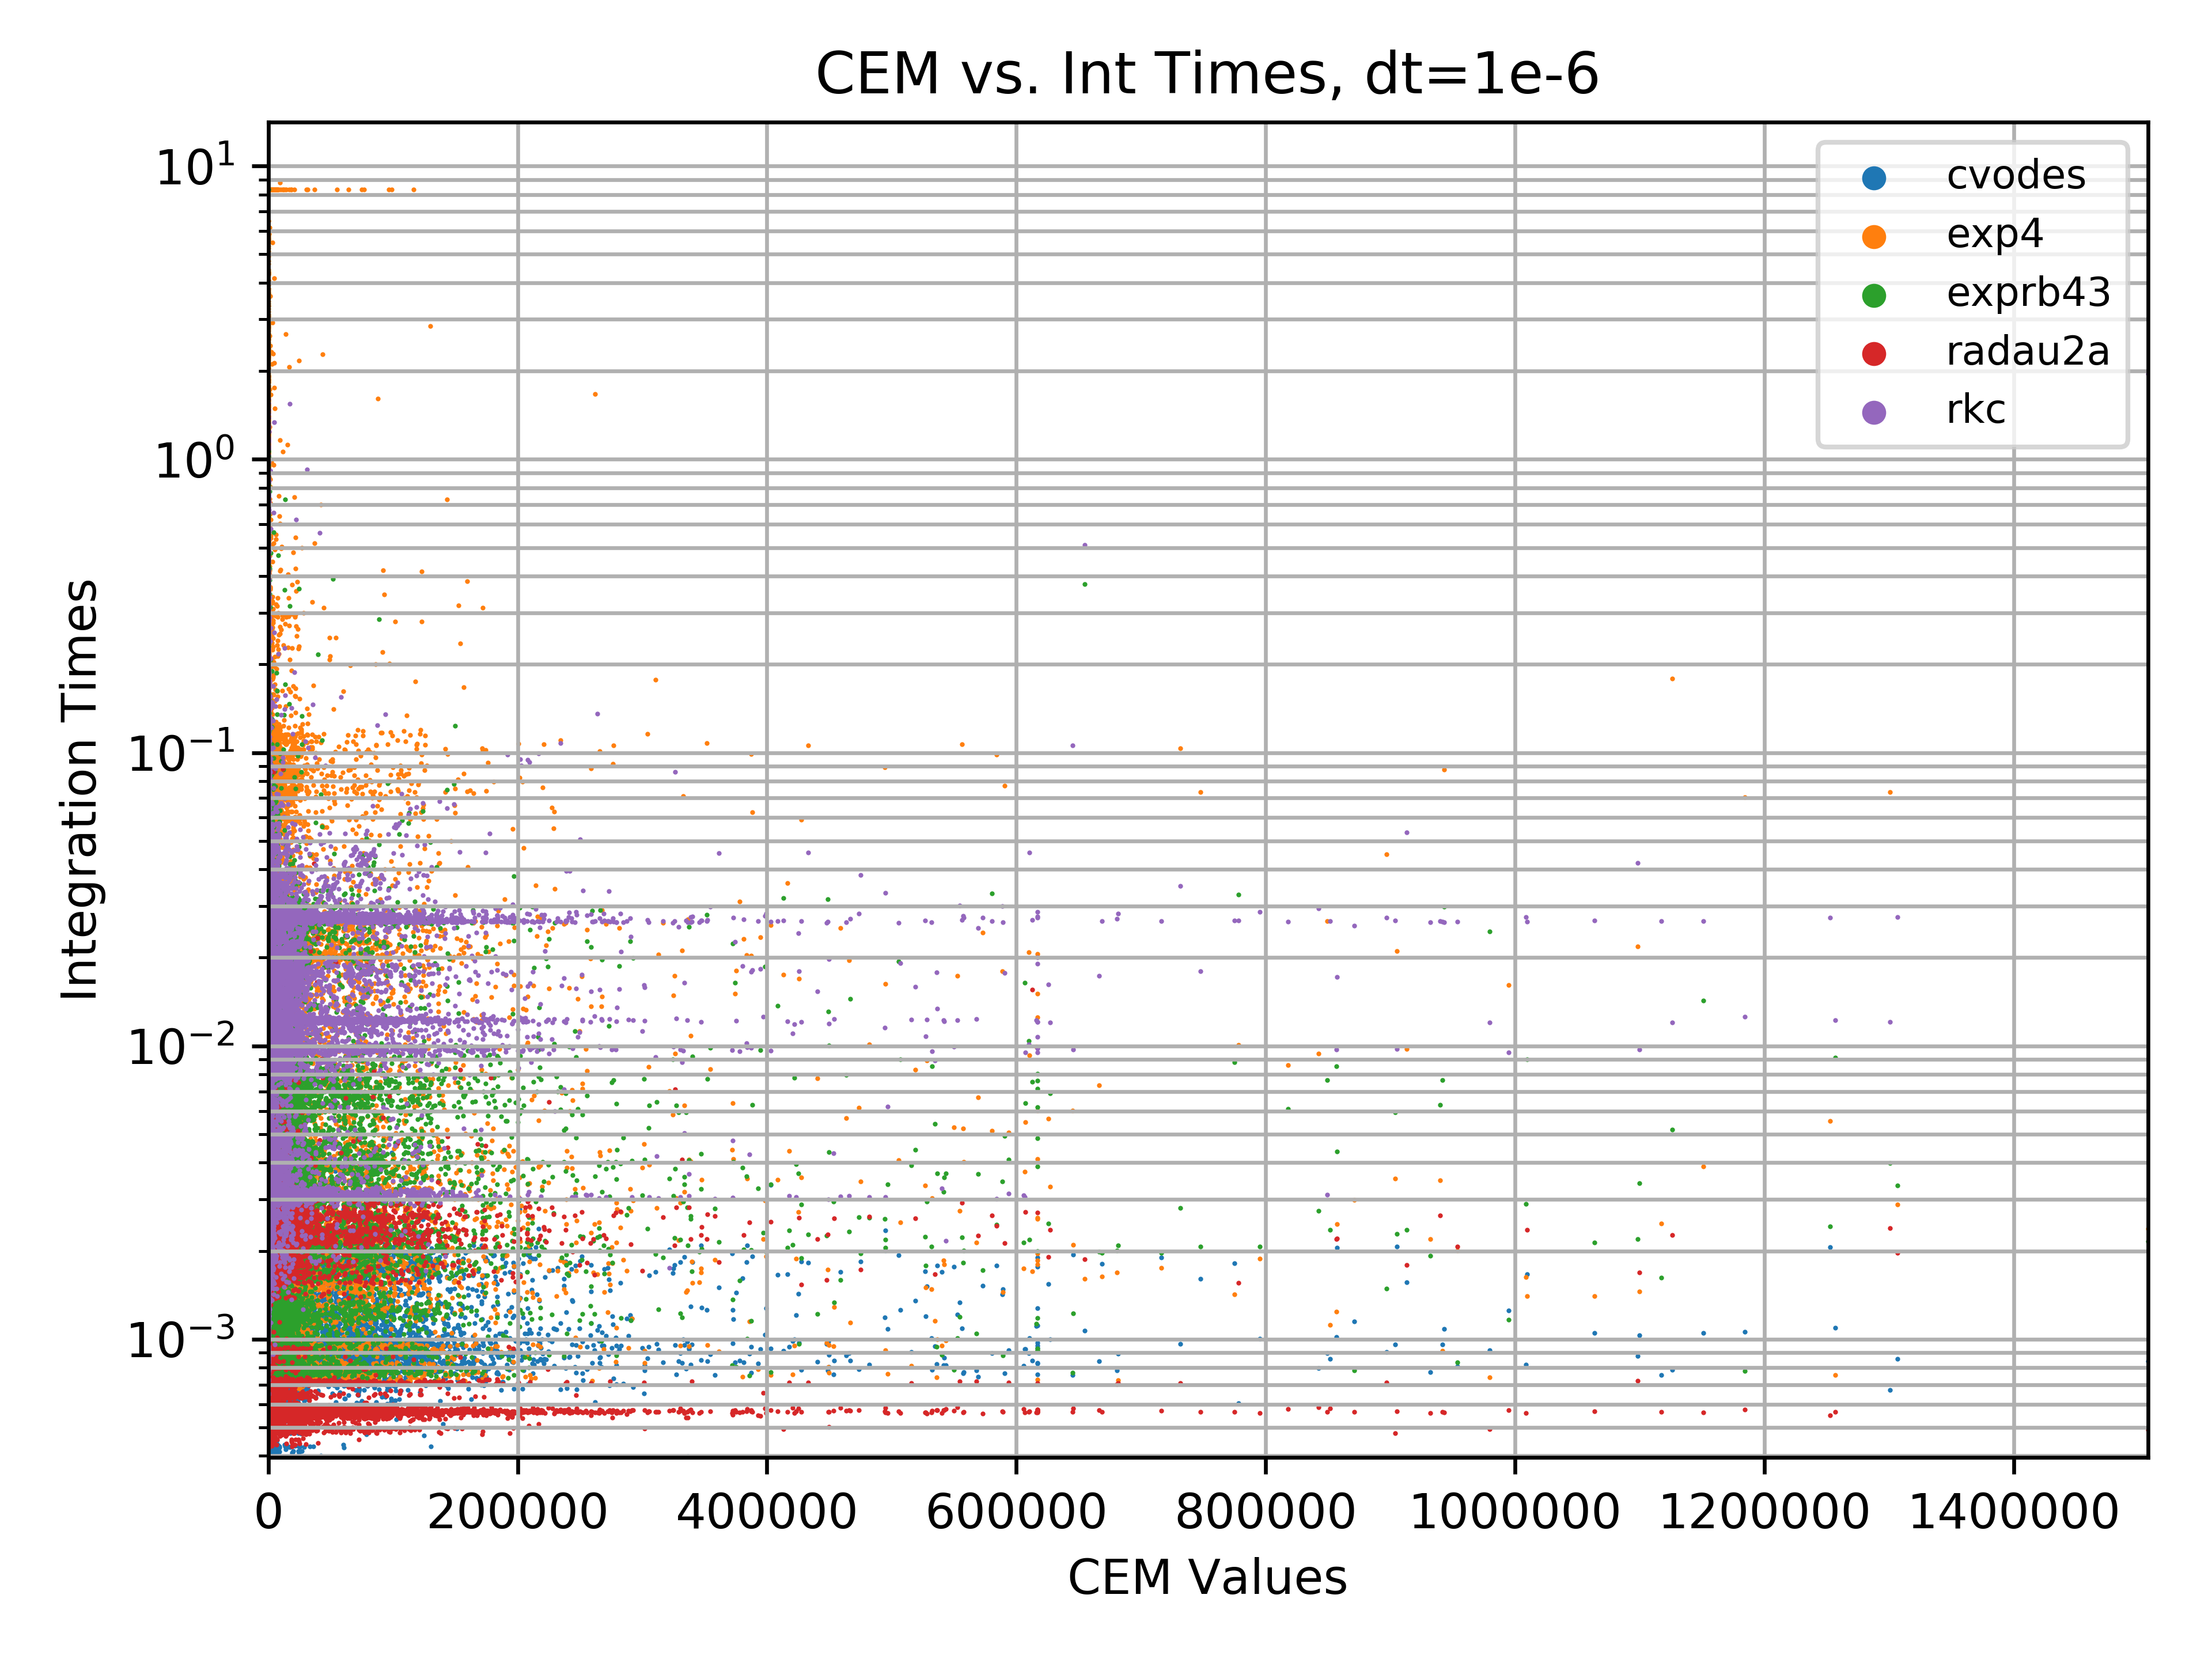 CEM vs. Int Times, dt=1e-6
10^1
10^0
10^-1
10^-2
10^-3
Integration Times
cvodes
exp4
exprb43
radau2a
rkc
0 200000 400000 600000 800000 1000000 1200000 1400000
CEM Values